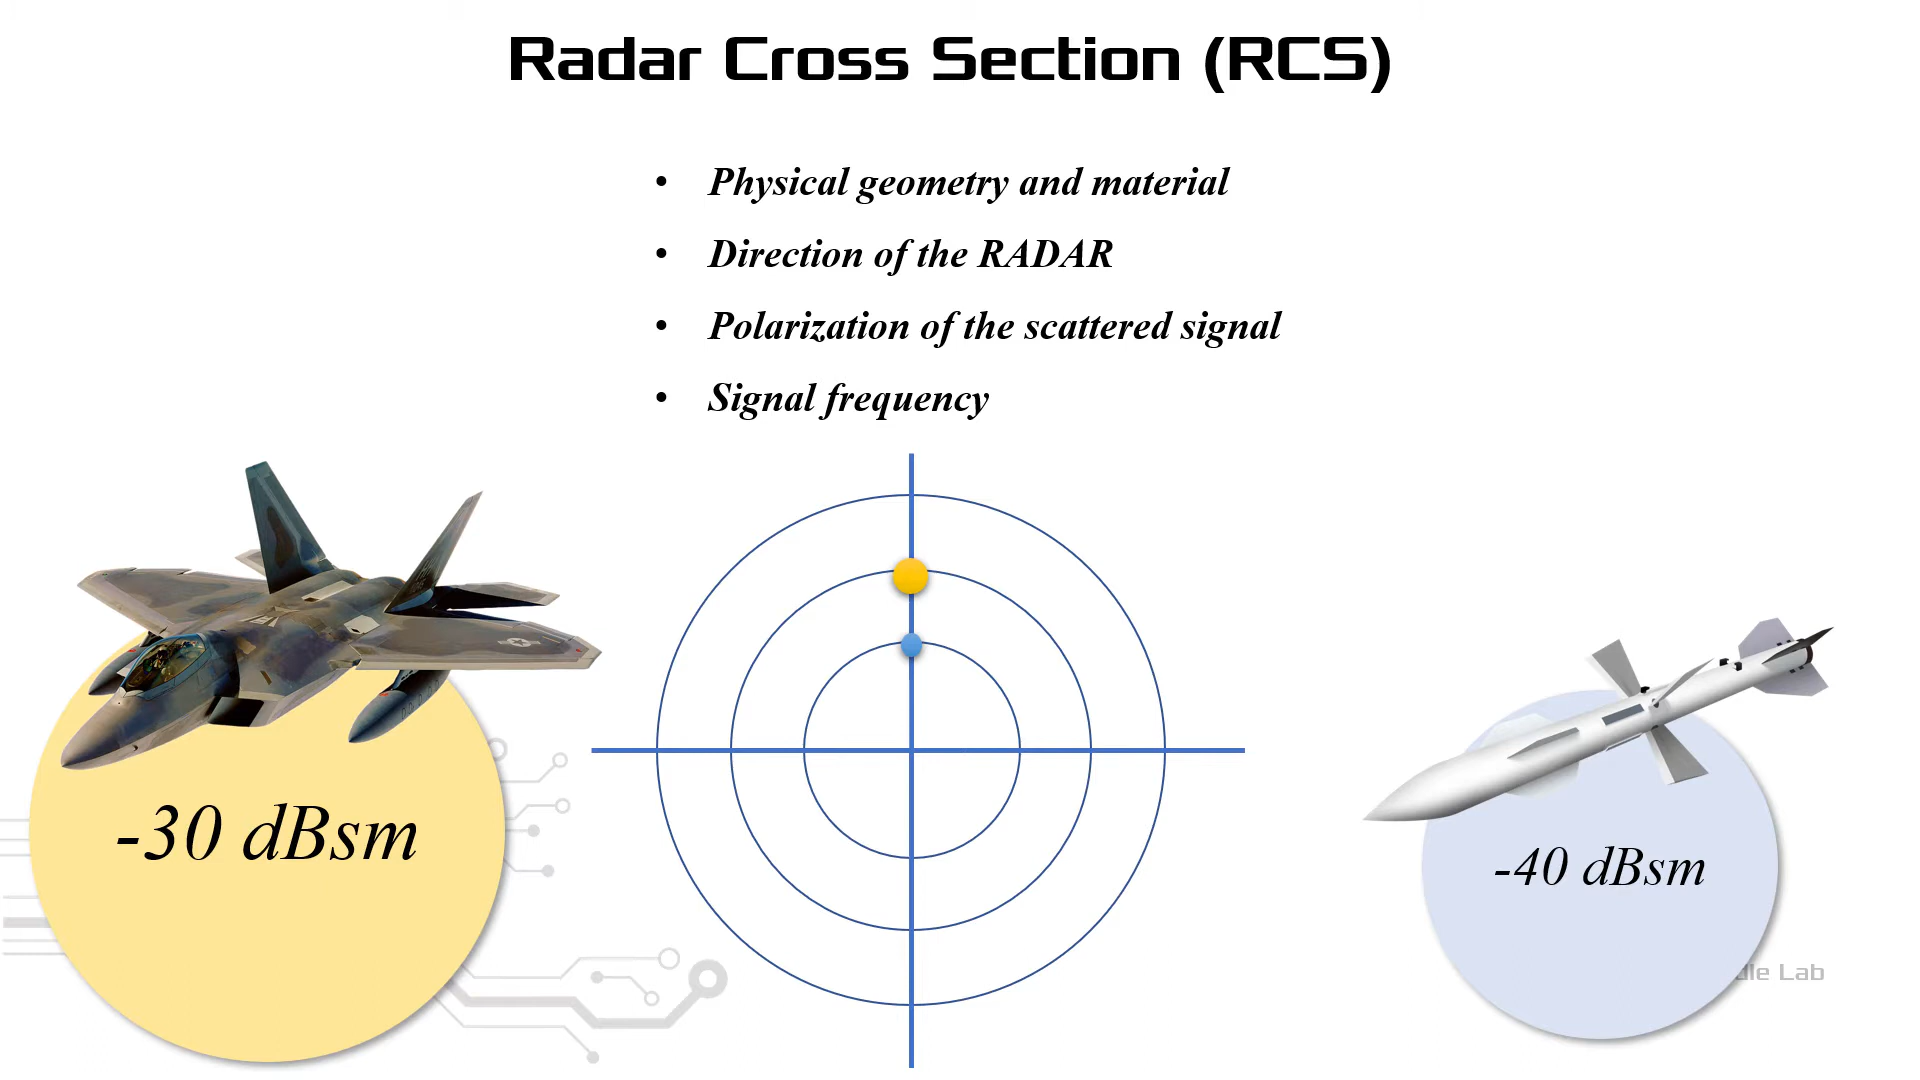 Radar Cross Section (RCS)
• Physical geometry and material
• Direction of the RADAR
• Polarization of the scattered signal
• Signal frequency
-30 dBsm
-40 dBsm
Lab